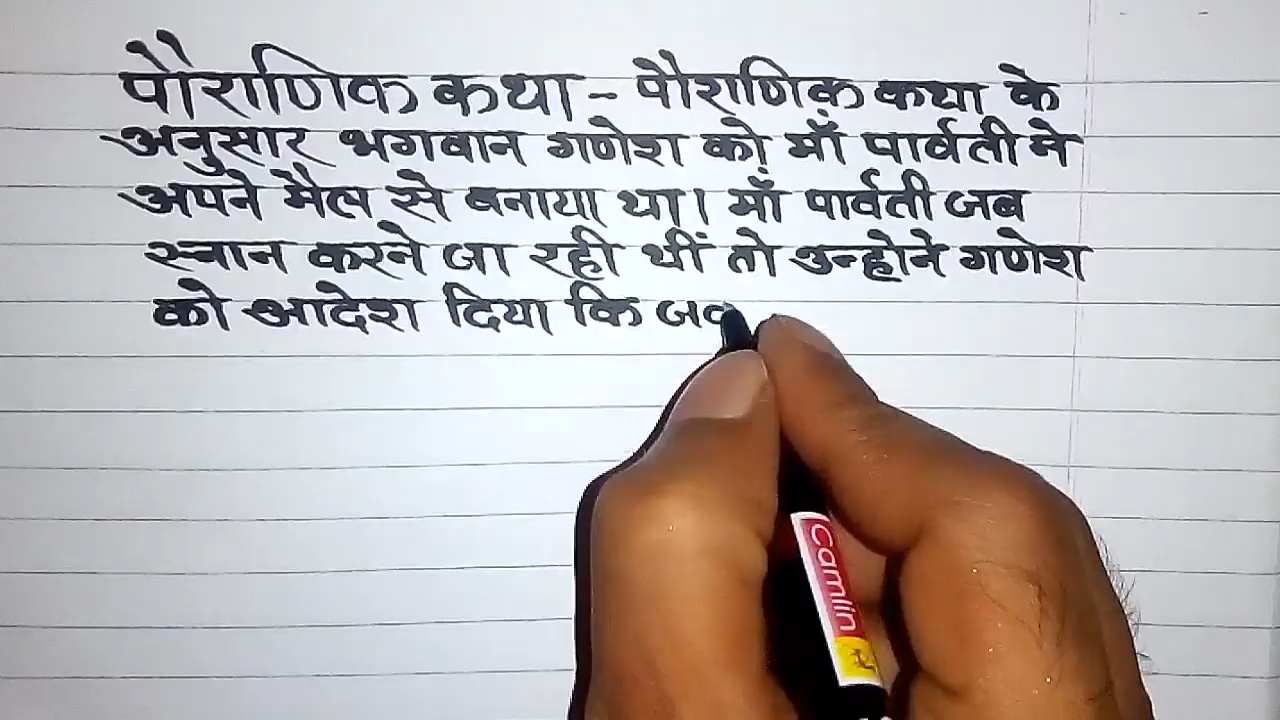 पौराणिक कथा - पौराणिक कथा के
अनुसार भगवान गणेश को माँ पार्वती ने
अपने मैल से बनाया था। माँ पार्वती जब
स्नान करने जा रही थीं तो उन्होने गणेश
को आदेश दिया कि
Camlin